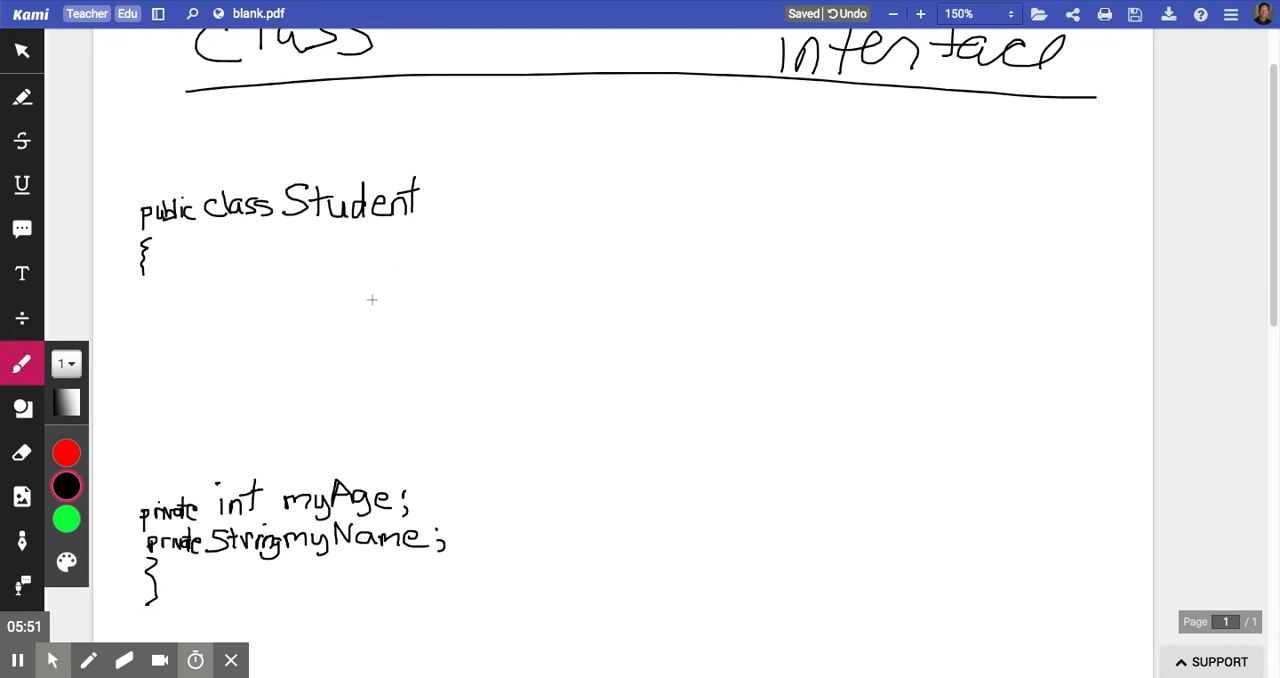 Kami Teacher Edu blank.pdf Saved Undo 150%
Class Interface
public class Student
{
1
private int myAge;
private String myName;
}
05:51
Page 1 / 1
SUPPORT